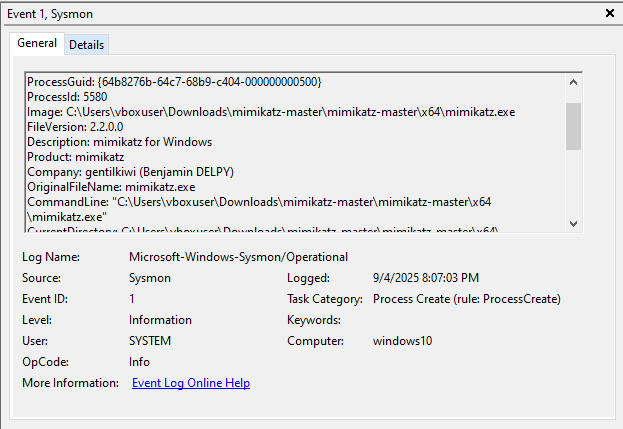 Event 1, Sysmon
General
Details
ProcessGuid: {64b8276b-64c7-68b9-c404-000000000500}
ProcessId: 5580
Image: C:\Users\vboxuser\Downloads\mimikatz-master\mimikatz-master\x64\mimikatz.exe
FileVersion: 2.2.0.0
Description: mimikatz for Windows
Product: mimikatz
Company: gentilkiwi (Benjamin DELPY)
OriginalFileName: mimikatz.exe
CommandLine: "C:\Users\vboxuser\Downloads\mimikatz-master\mimikatz-master\x64
\mimikatz.exe"
CurrentDirectory: C:\Users\vboxuser\Downloads\mimikatz-master\mimikatz-master\x64\
Log Name: Microsoft-Windows-Sysmon/Operational
Source: Sysmon Logged: 9/4/2025 8:07:03 PM
Event ID: 1 Task Category: Process Create (rule: ProcessCreate)
Level: Information Keywords:
User: SYSTEM Computer: windows10
OpCode: Info
More Information: Event Log Online Help